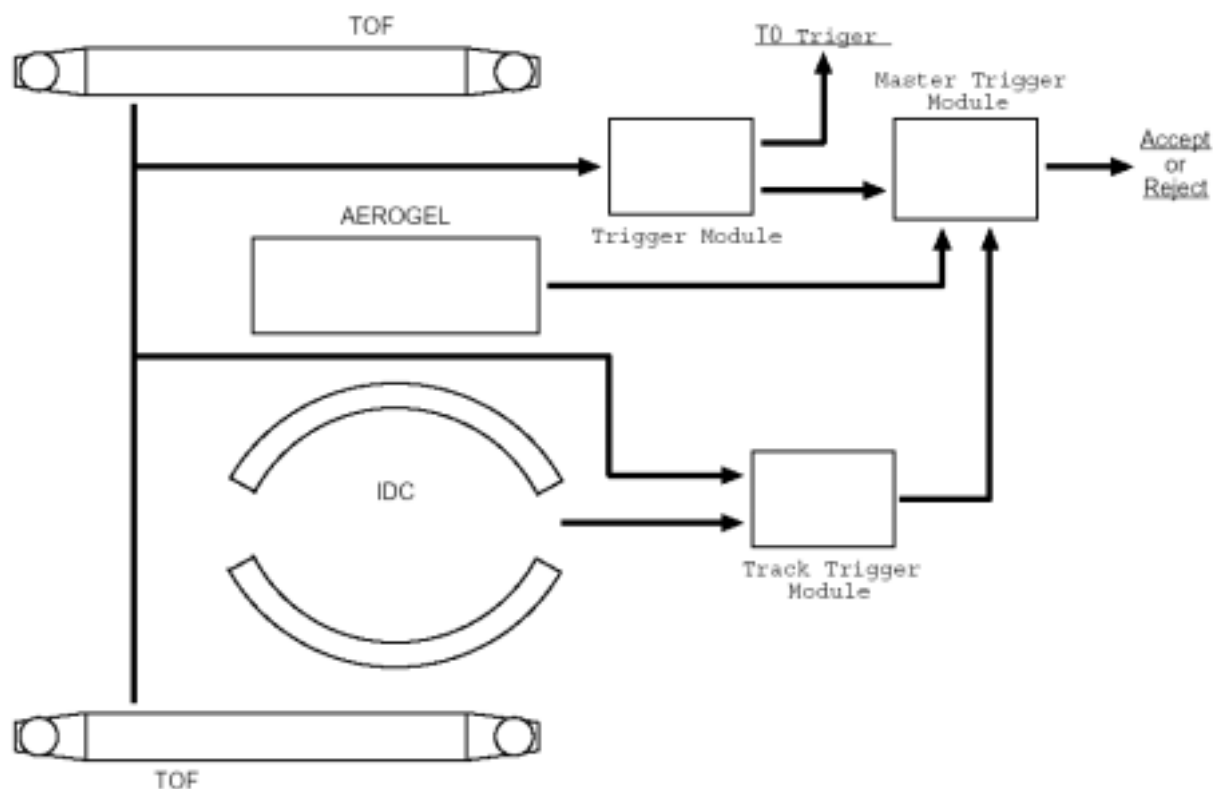 TOF
T0 Triger
Master Trigger
Module
Accept
or
Reject
AEROGEL
Trigger Module
IDC
Track Trigger
Module
TOF